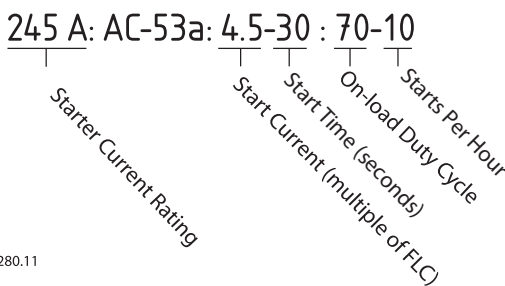 245 A: AC-53a: 4.5-30 : 70-10
Starter Current Rating
Start Current (multiple of FLC)
Start Time (seconds)
On-load Duty Cycle
Starts Per Hour
280.11